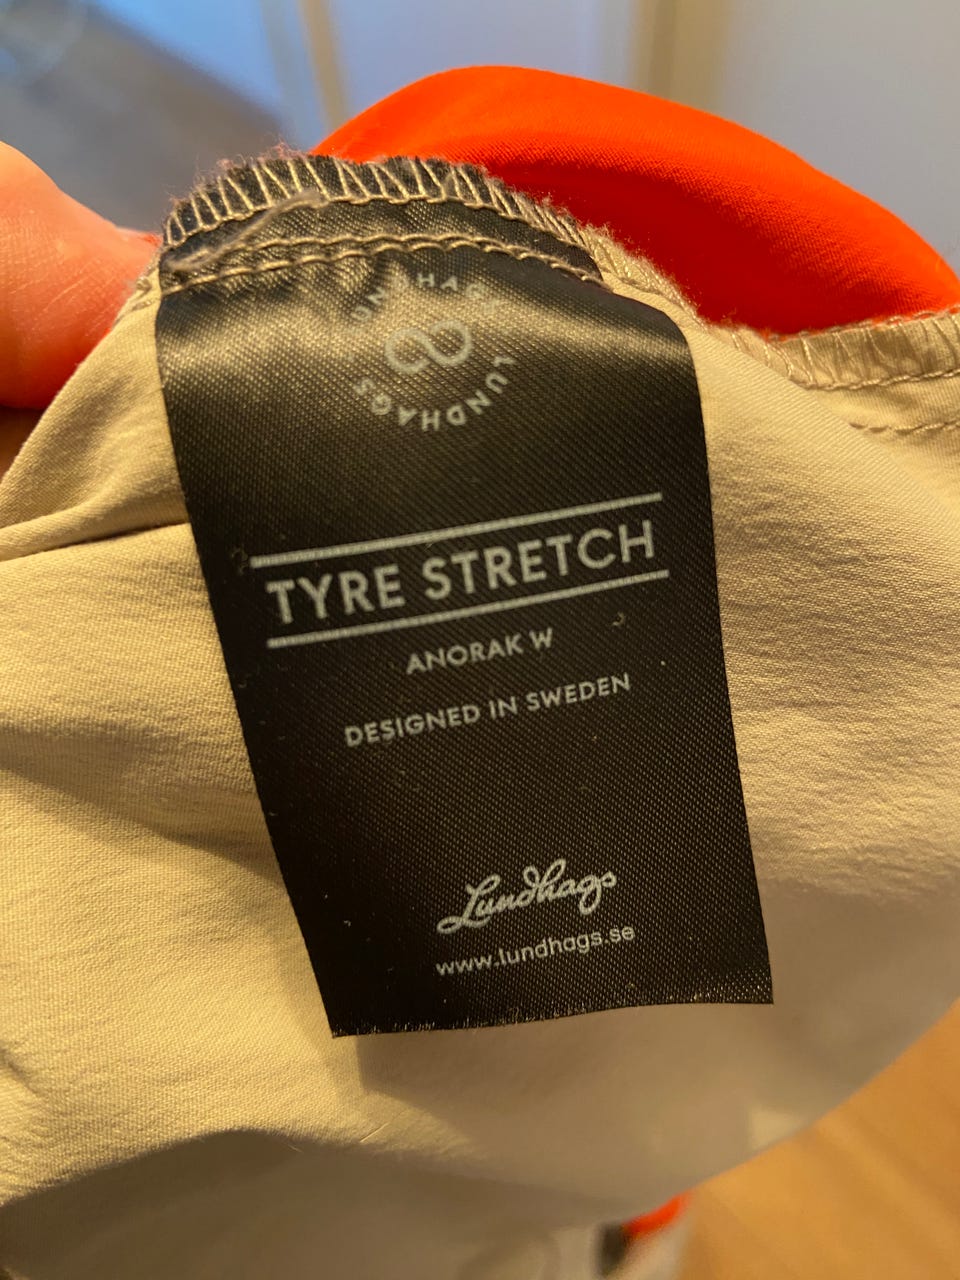 LUNDHAGS LUNDHAGS
TYRE STRETCH
ANORAK W
DESIGNED IN SWEDEN
Lundhags
www.lundhags.se